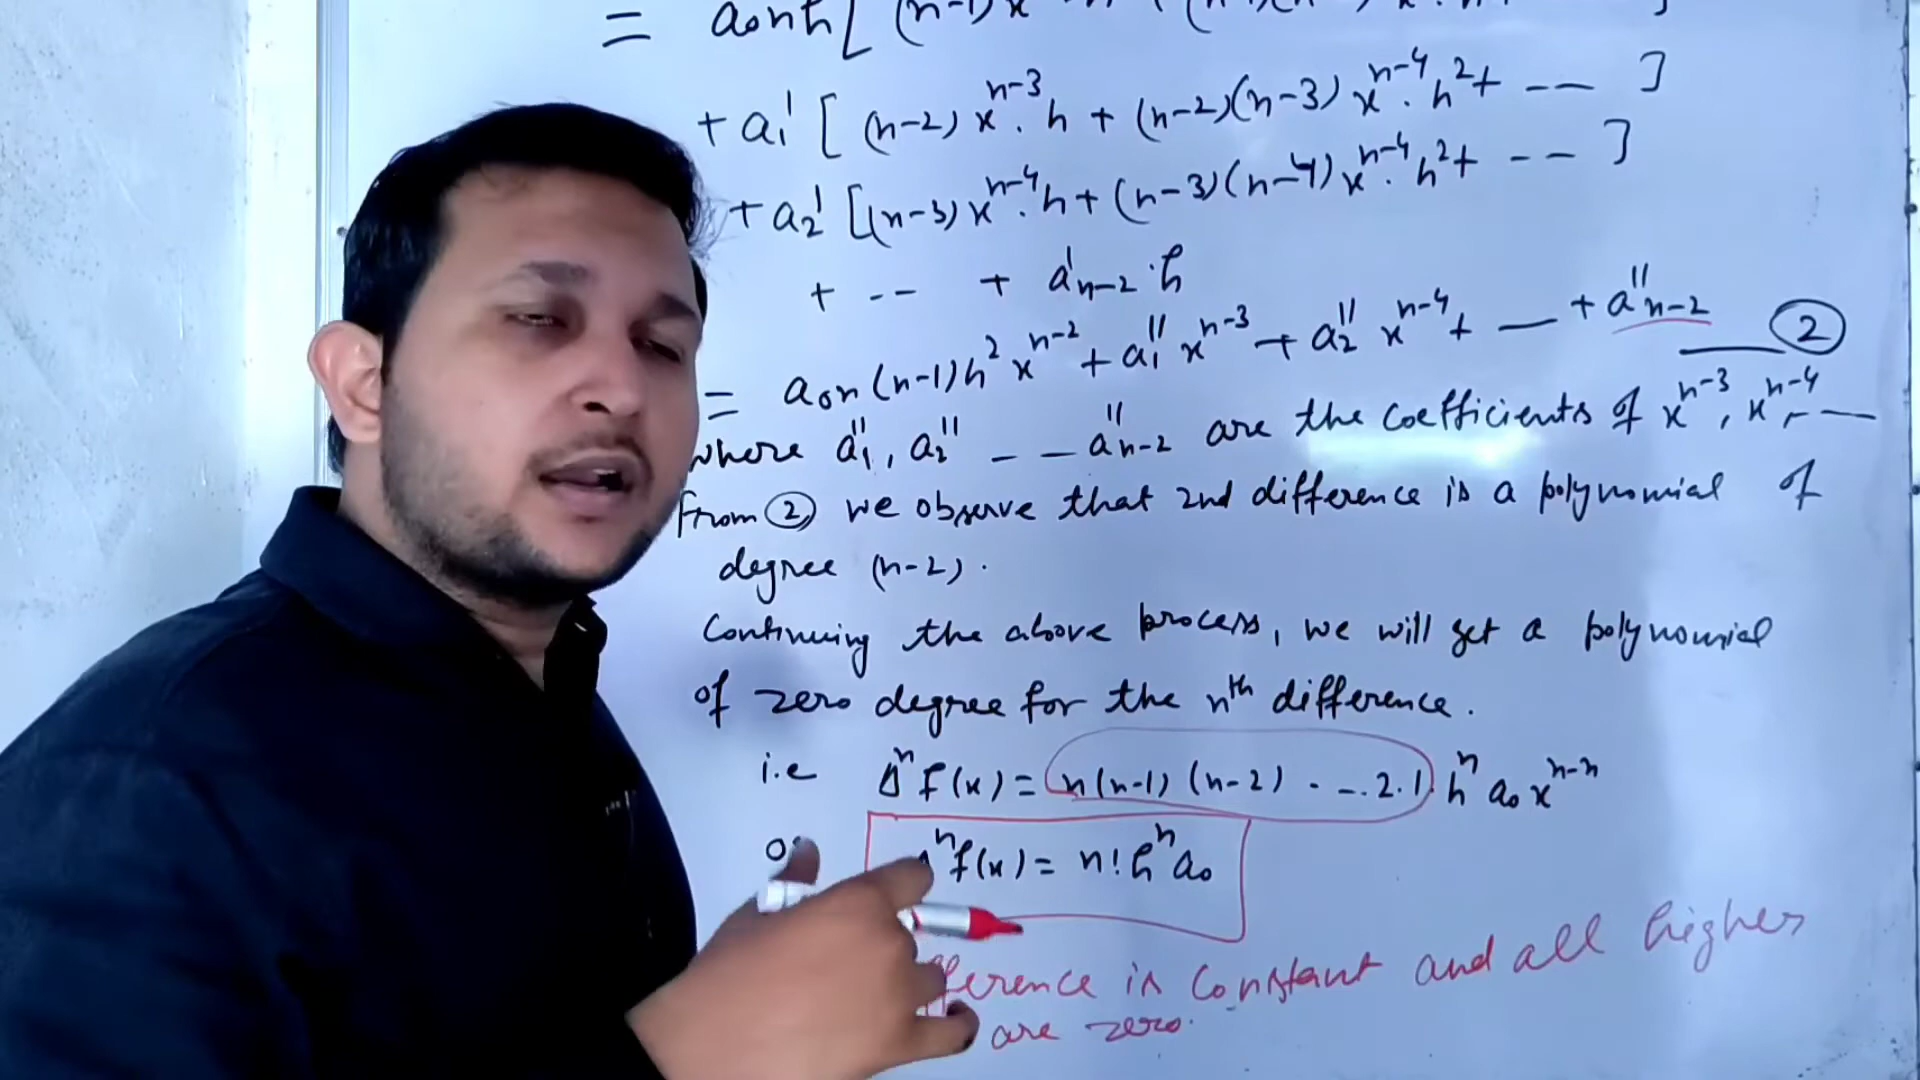 = a₀nh[ (n-1)x
+ a₁' [ (n-2) xⁿ⁻³. h + (n-2)(n-3) xⁿ⁻⁴. h² + -- ]
+ a₂' [(n-3) xⁿ⁻⁴. h + (n-3)(n-4) xⁿ⁻⁴. h² + -- ]
+ -- + a'ₙ₋₂ . h
= a₀n(n-1)h² xⁿ⁻² + a₁'' xⁿ⁻³ + a₂'' xⁿ⁻⁴ + — + a''ₙ₋₂ — ②
where a₁'', a₂'' - - a''ₙ₋₂ are the coefficients of xⁿ⁻³, xⁿ⁻⁴, —
From ② we observe that 2nd difference is a polynomial of
degree (n-2).
Continuing the above process, we will get a polynomial
of zero degree for the nth difference.
i.e Δⁿ f(x) = n(n-1) (n-2) - -. 2.1. hⁿ a₀ xⁿ⁻ⁿ
Δⁿf(x) = n! hⁿ a₀
fference is constant and all higher
are zero.